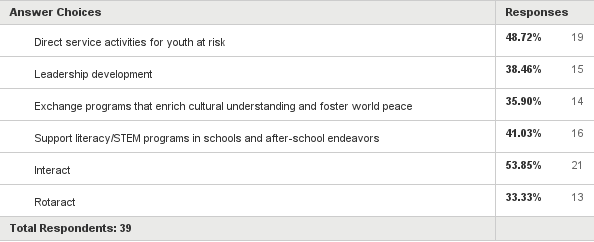 Answer Choices Responses
Direct service activities for youth at risk 48.72% 19
Leadership development 38.46% 15
Exchange programs that enrich cultural understanding and foster world peace 35.90% 14
Support literacy/STEM programs in schools and after-school endeavors 41.03% 16
Interact 53.85% 21
Rotaract 33.33% 13
Total Respondents: 39